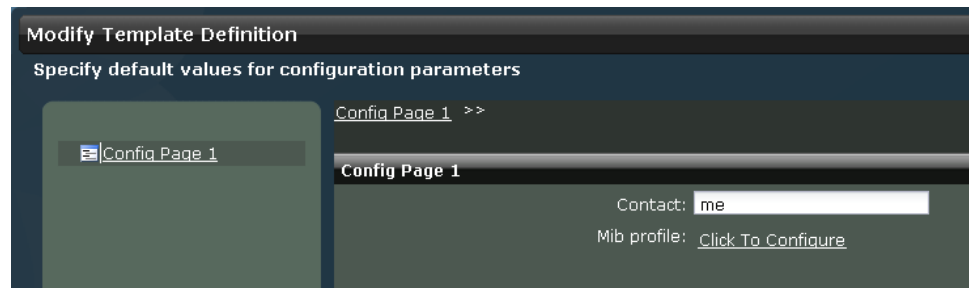 Modify Template Definition
Specify default values for configuration parameters
Config Page 1 >>
Config Page 1
Config Page 1
Contact: me
Mib profile: Click To Configure